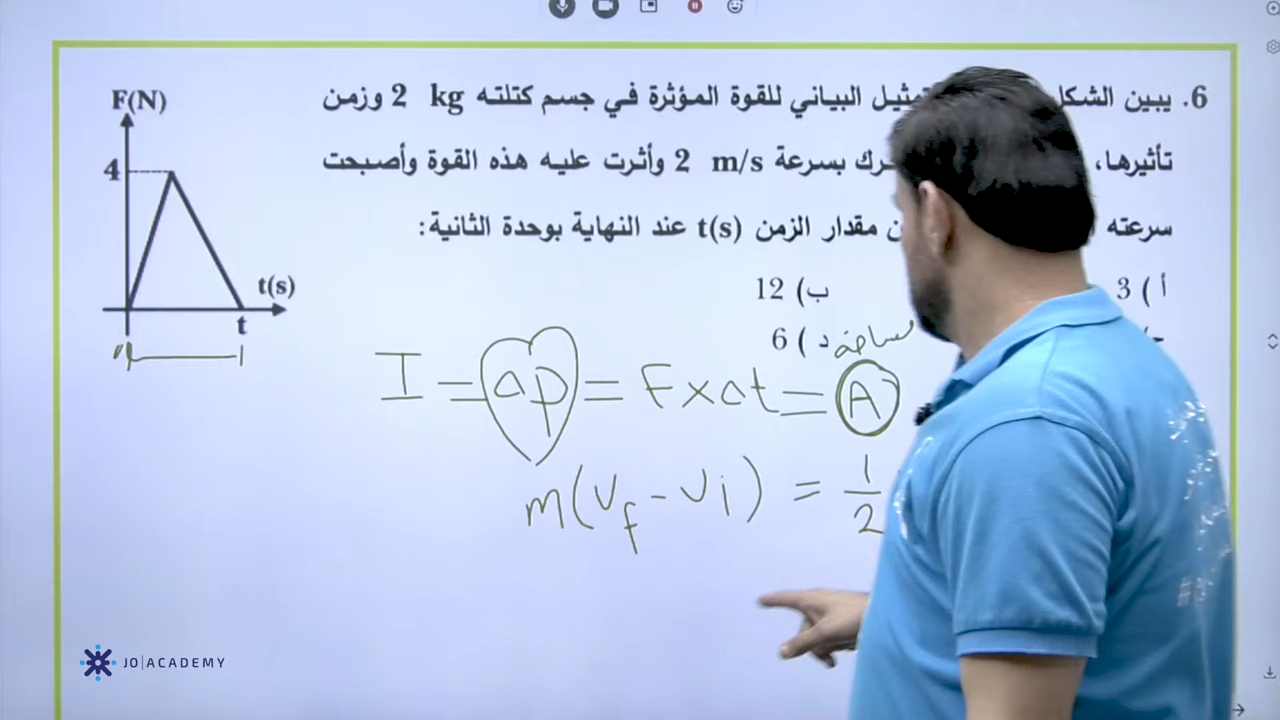 6. يبين الشكل تمثيل البياني للقوة المؤثرة في جسم كتلته 2 kg وزمن
تأثيرها، بسرعة 2 m/s وأثرت عليه هذه القوة وأصبحت
سرعته مقدار الزمن t(s) عند النهاية بوحدة الثانية:
أ ) 3
ب) 12
د ) 6
F(N)
4
t(s)
t
I = ΔP = F×Δt = A
m(vf - vi) = 1/2
JO|ACADEMY